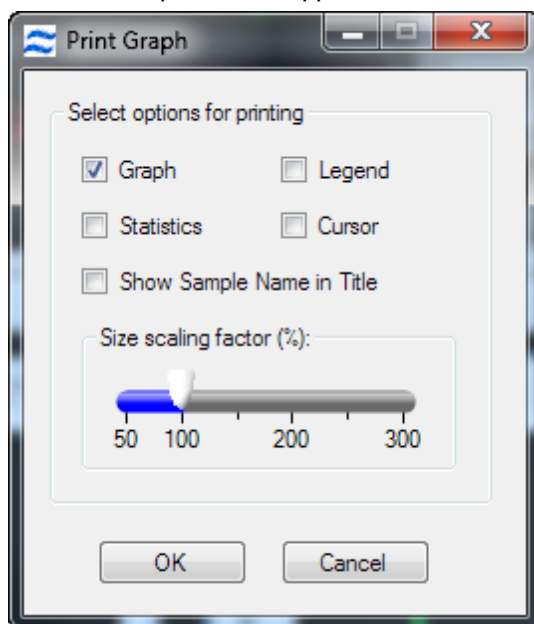 Print Graph
Select options for printing
Graph Legend
Statistics Cursor
Show Sample Name in Title
Size scaling factor (%):
50 100 200 300
OK Cancel